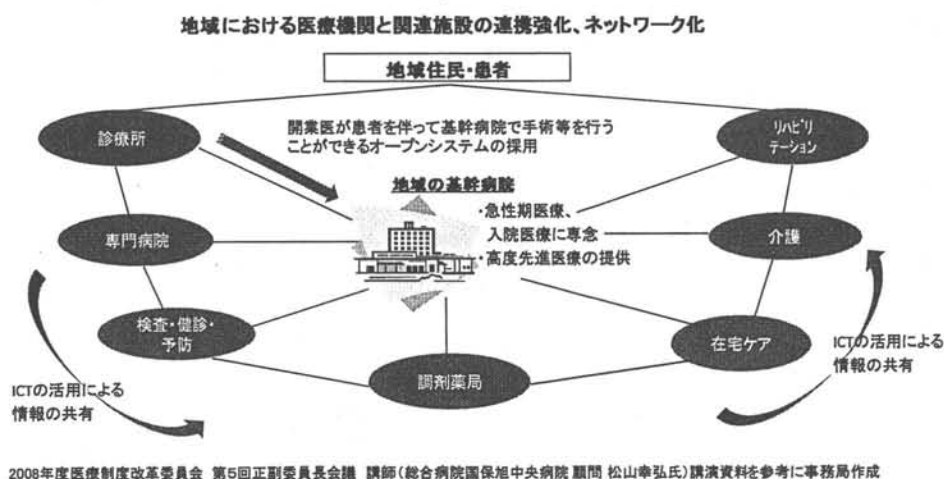 地域における医療機関と関連施設の連携強化、ネットワーク化
地域住民・患者
診療所
開業医が患者を伴って基幹病院で手術等を行う
ことができるオープンシステムの採用
リハビリ
テーション
地域の基幹病院
・急性期医療、
入院医療に専念
・高度先進医療の提供
専門病院
介護
検査・健診・
予防
在宅ケア
調剤薬局
ICTの活用による
情報の共有
ICTの活用による
情報の共有
2008年度医療制度改革委員会 第5回正副委員長会議 講師(総合病院国保旭中央病院 顧問 松山幸弘氏)講演資料を参考に事務局作成